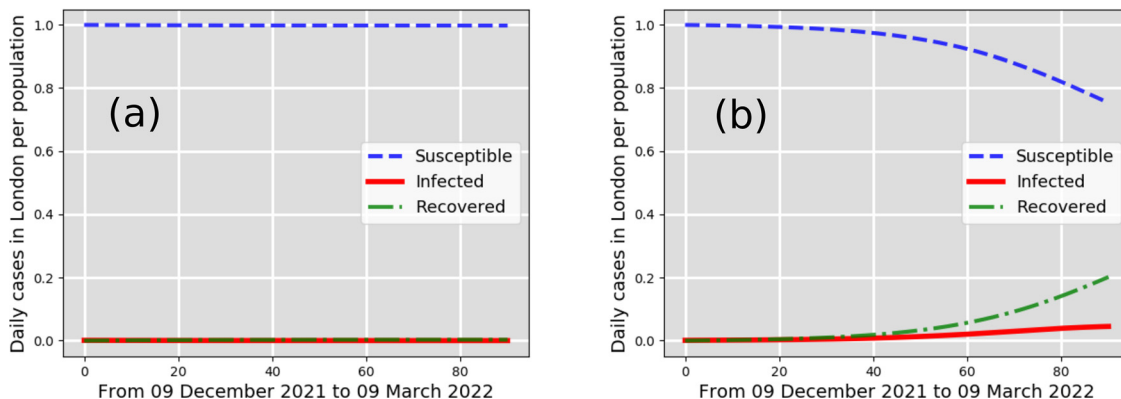 Daily cases in London per population
1.0
0.8
0.6
0.4
0.2
0.0
(a)
Susceptible
Infected
Recovered
0
20
40
60
80
From 09 December 2021 to 09 March 2022
Daily cases in London per population
1.0
0.8
0.6
0.4
0.2
0.0
(b)
Susceptible
Infected
Recovered
0
20
40
60
80
From 09 December 2021 to 09 March 2022